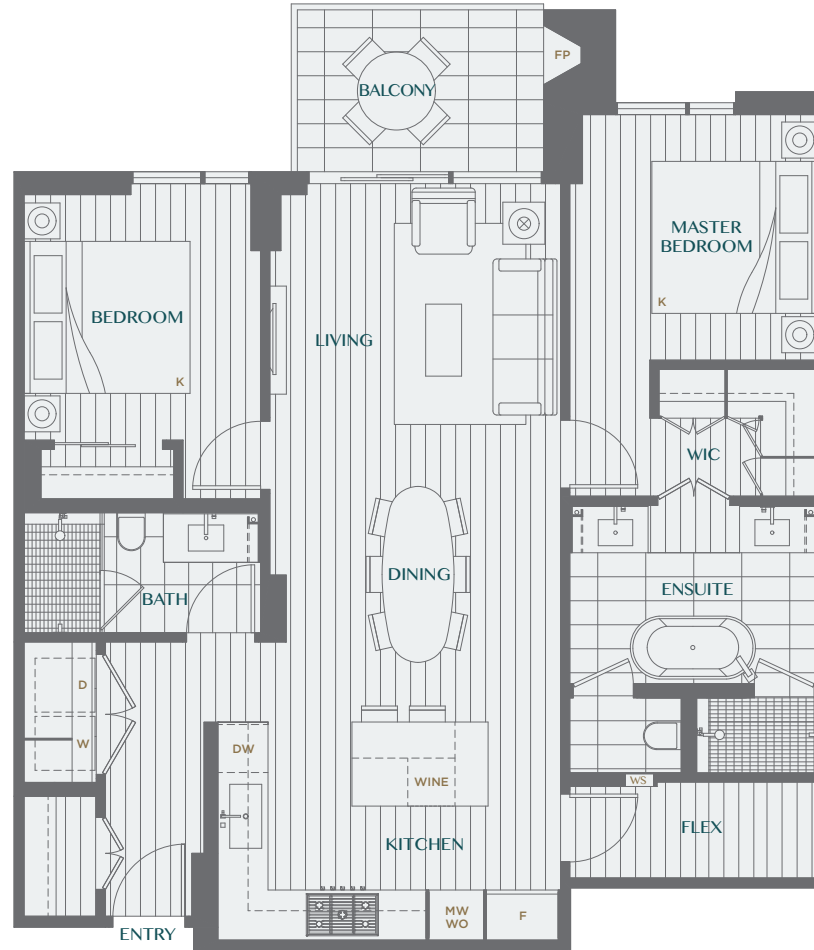 FP
BALCONY
MASTER
BEDROOM
K
BEDROOM
K
LIVING
WIC
DINING
BATH
ENSUITE
D
W
DW
WINE
WS
KITCHEN
FLEX
MW
WO
F
ENTRY